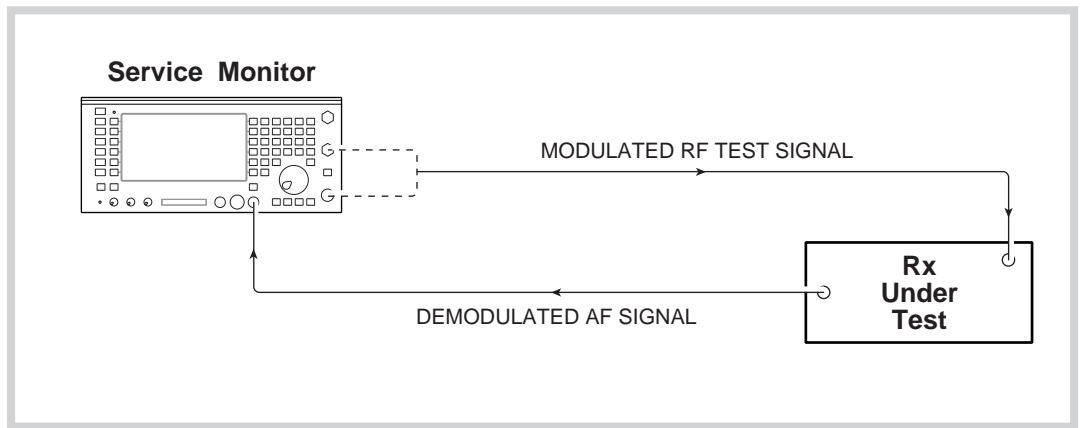 Service Monitor
MODULATED RF TEST SIGNAL
Rx
Under
Test
DEMODULATED AF SIGNAL